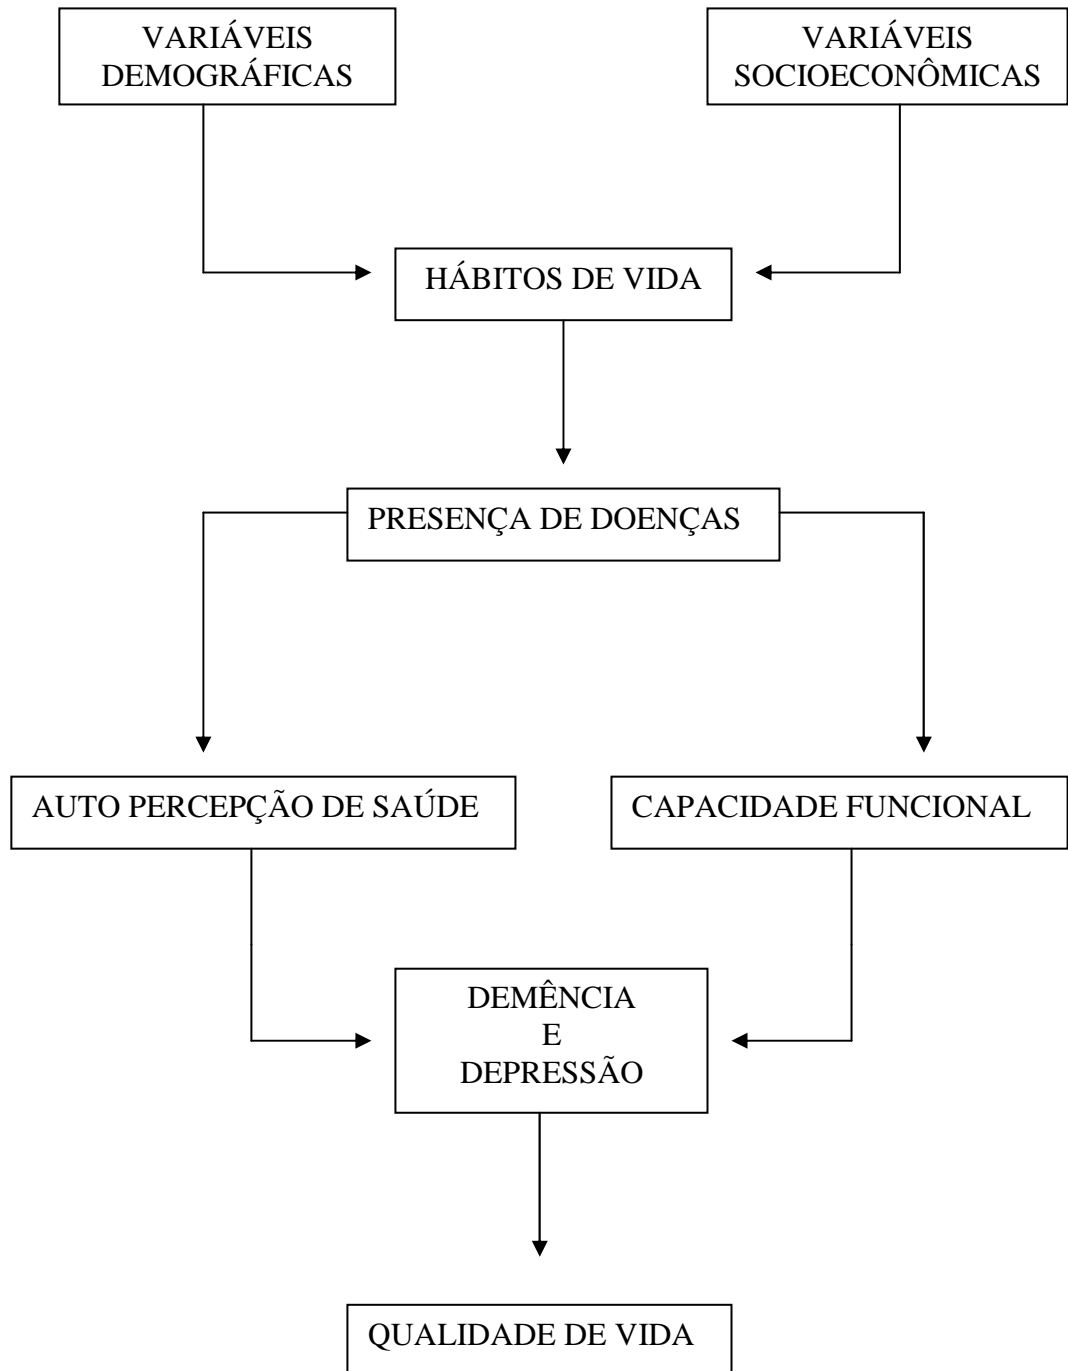 VARIÁVEIS
DEMOGRÁFICAS
VARIÁVEIS
SOCIOECONÔMICAS
HÁBITOS DE VIDA
PRESENÇA DE DOENÇAS
AUTO PERCEPÇÃO DE SAÚDE
CAPACIDADE FUNCIONAL
DEMÊNCIA
E
DEPRESSÃO
QUALIDADE DE VIDA